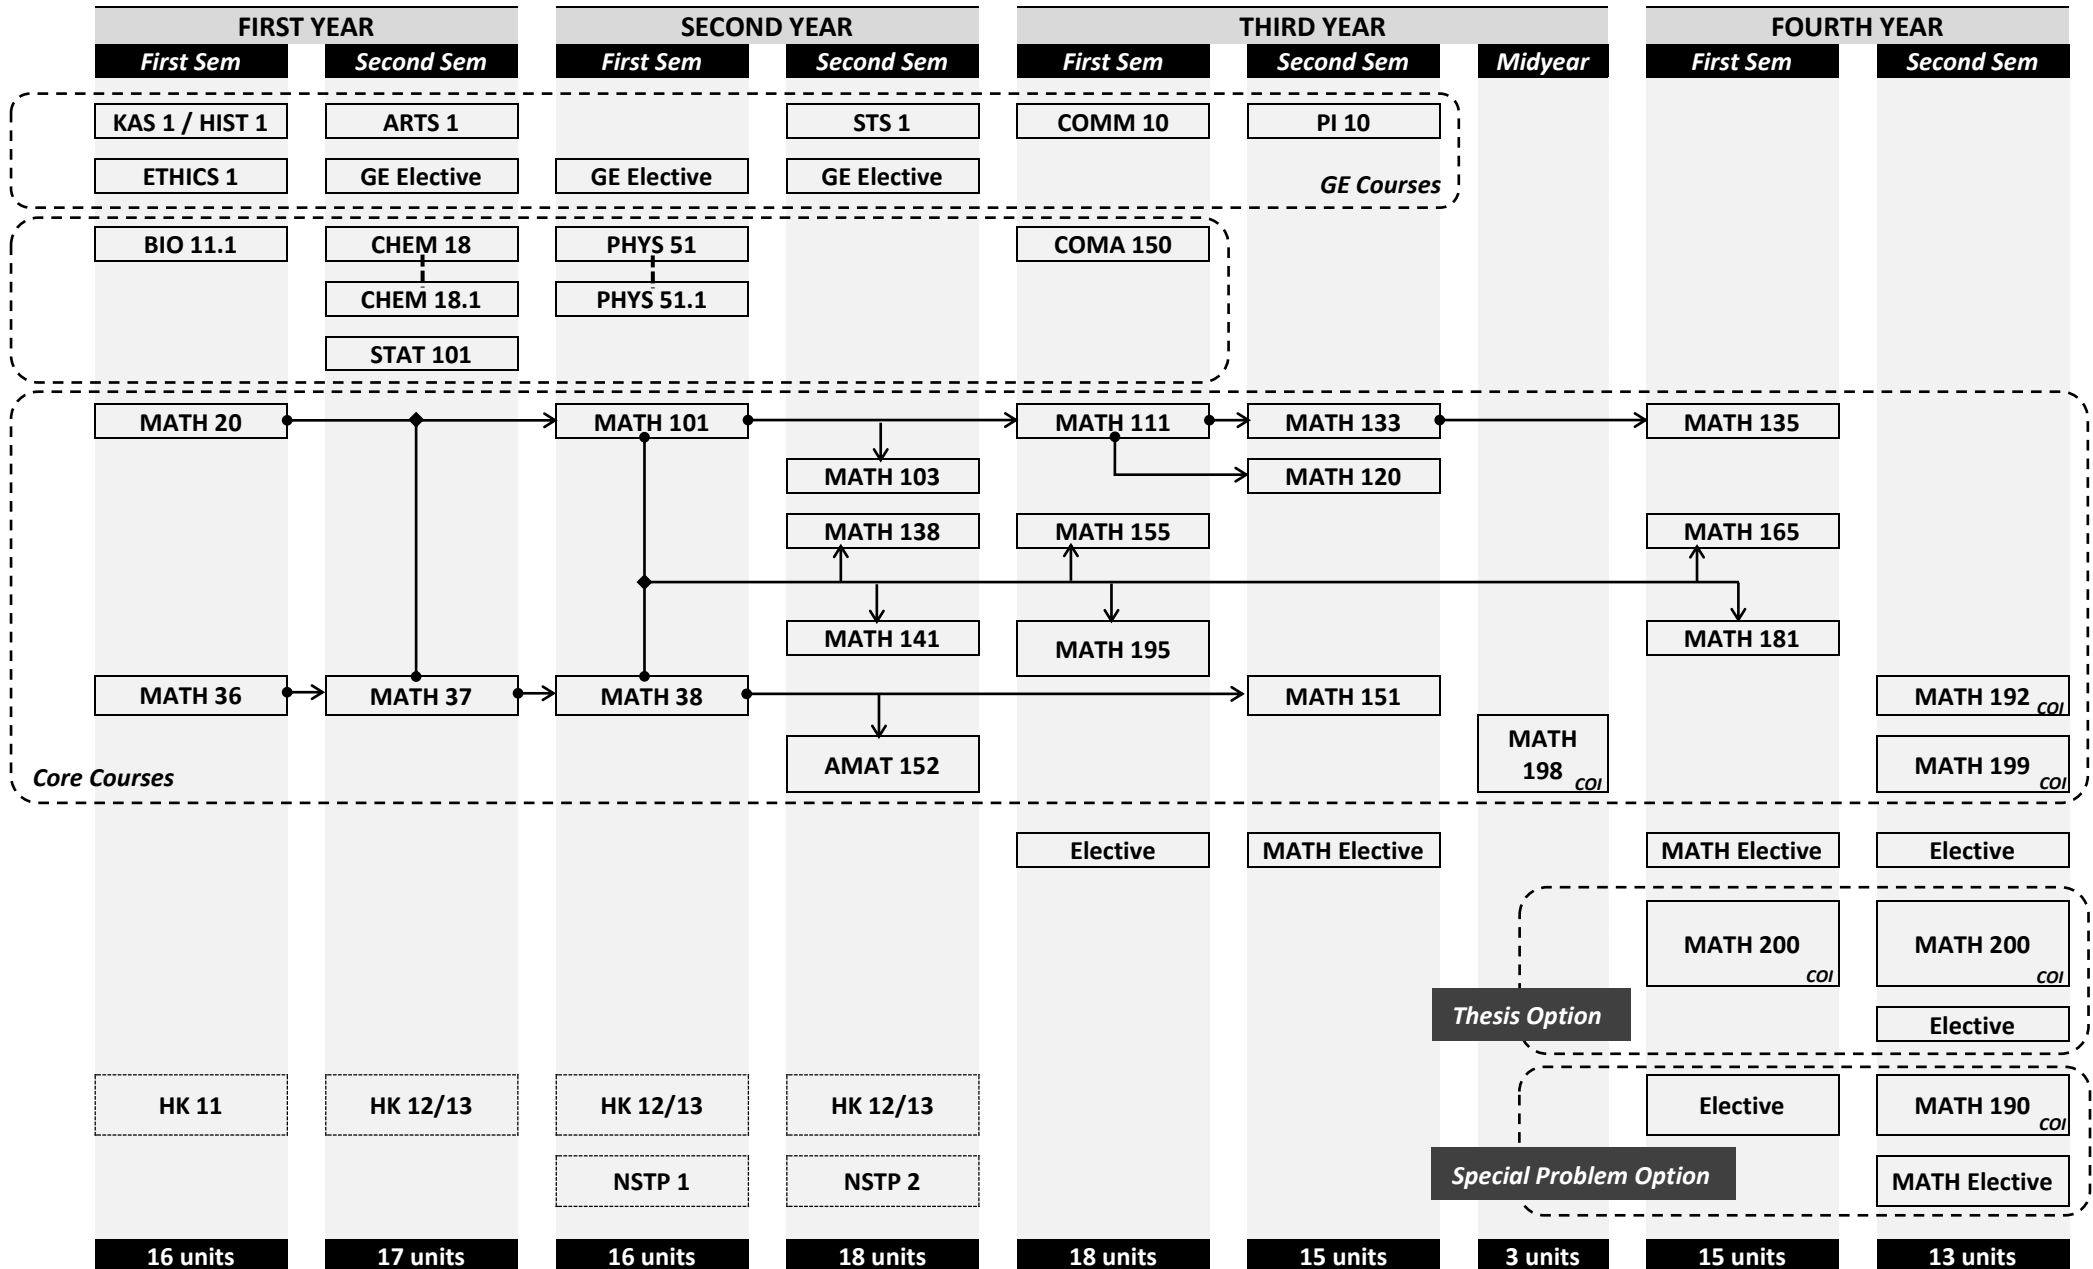 FIRST YEAR
SECOND YEAR
THIRD YEAR
FOURTH YEAR
First Sem
Second Sem
First Sem
Second Sem
First Sem
Second Sem
Midyear
First Sem
Second Sem
KAS 1 / HIST 1
ARTS 1
STS 1
COMM 10
PI 10
ETHICS 1
GE Elective
GE Elective
GE Elective
GE Courses
BIO 11.1
CHEM 18
PHYS 51
COMA 150
CHEM 18.1
PHYS 51.1
STAT 101
MATH 20
MATH 101
MATH 111
MATH 133
MATH 135
MATH 103
MATH 120
MATH 138
MATH 155
MATH 165
MATH 141
MATH 195
MATH 181
MATH 36
MATH 37
MATH 38
MATH 151
MATH 192
COI
AMAT 152
MATH
198
COI
MATH 199
COI
Core Courses
Elective
MATH Elective
MATH Elective
Elective
MATH 200
COI
MATH 200
COI
Thesis Option
Elective
HK 11
HK 12/13
HK 12/13
HK 12/13
Elective
MATH 190
COI
NSTP 1
NSTP 2
Special Problem Option
MATH Elective
16 units
17 units
16 units
18 units
18 units
15 units
3 units
15 units
13 units